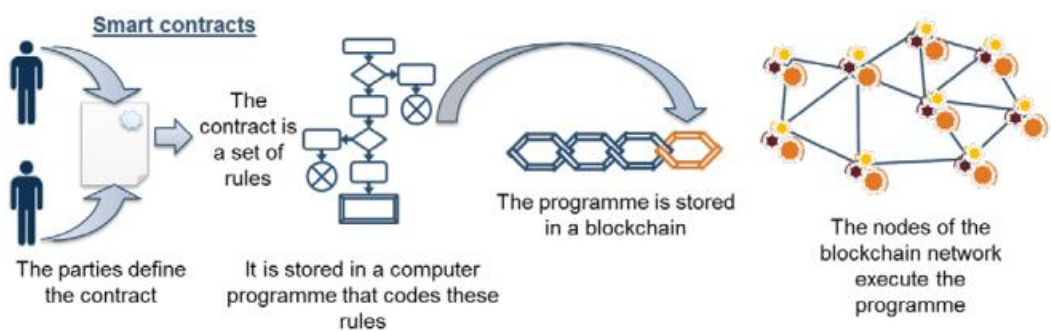 Smart contracts
The parties define
the contract
The
contract is
a set of
rules
It is stored in a computer
programme that codes these
rules
The programme is stored
in a blockchain
The nodes of the
blockchain network
execute the
programme